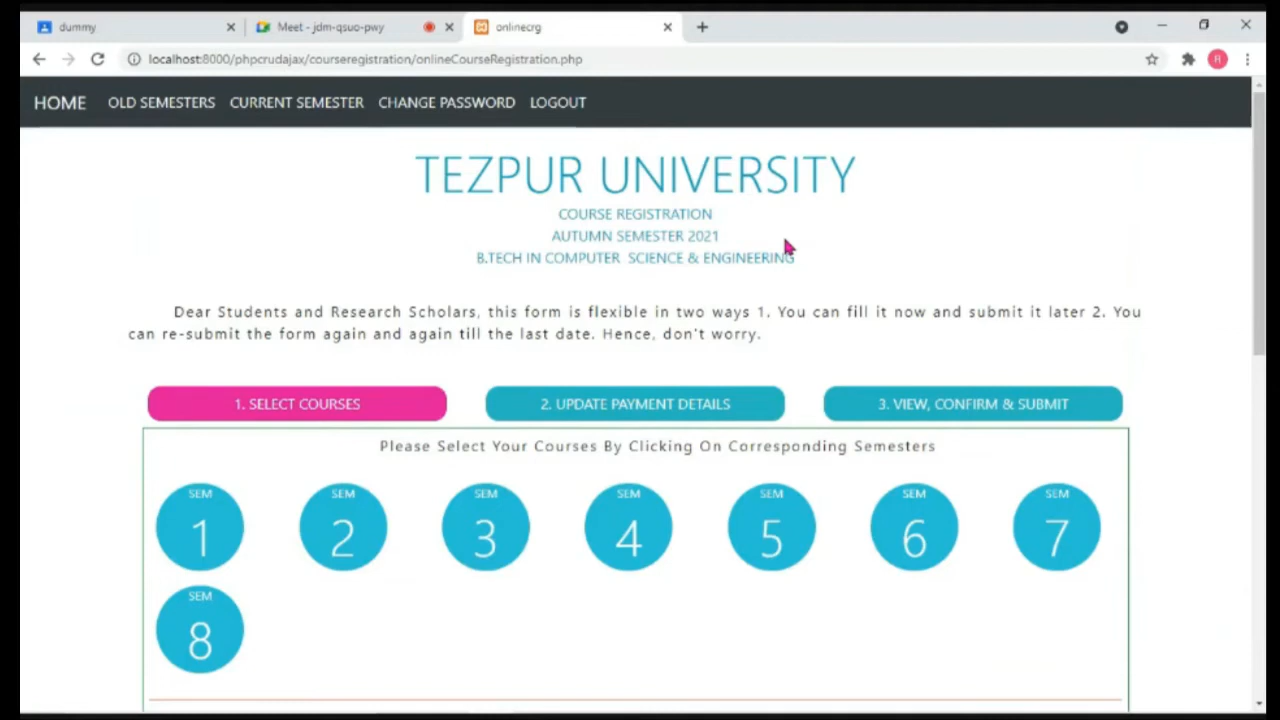 dummy
Meet - jdm-qsuo-pwy
onlinecrg
localhost:8000/phpcrudajax/courseregistration/onlineCourseRegistration.php
R
HOME OLD SEMESTERS CURRENT SEMESTER CHANGE PASSWORD LOGOUT
TEZPUR UNIVERSITY
COURSE REGISTRATION
AUTUMN SEMESTER 2021
B.TECH IN COMPUTER SCIENCE & ENGINEERING
Dear Students and Research Scholars, this form is flexible in two ways 1. You can fill it now and submit it later 2. You
can re-submit the form again and again till the last date. Hence, don't worry.
1. SELECT COURSES
2. UPDATE PAYMENT DETAILS
3. VIEW, CONFIRM & SUBMIT
Please Select Your Courses By Clicking On Corresponding Semesters
SEM SEM SEM SEM SEM SEM SEM
1 2 3 4 5 6 7
SEM
8